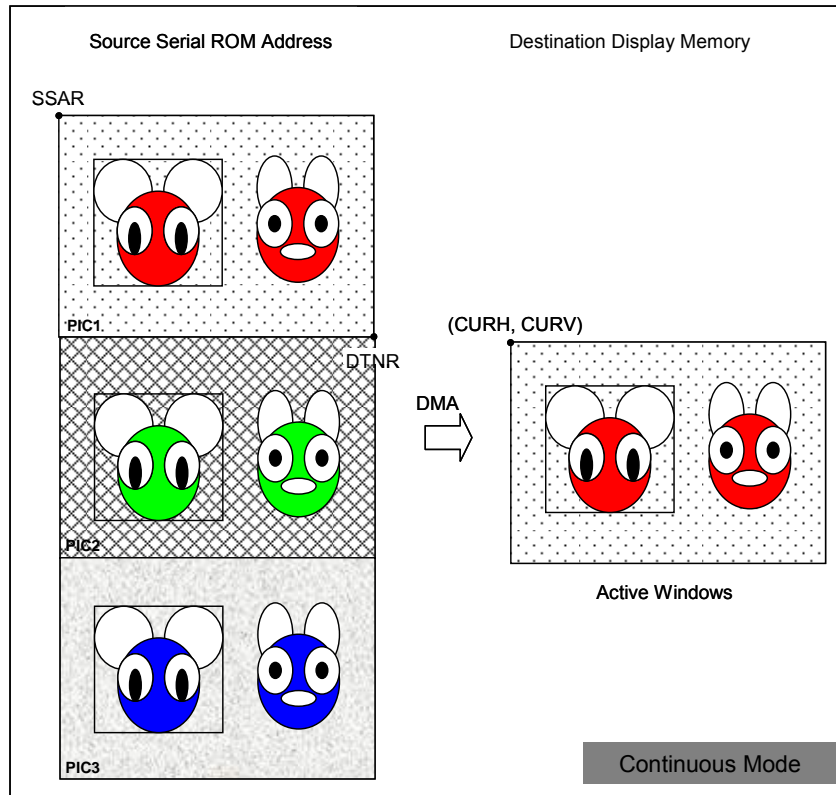 Source Serial ROM Address
Destination Display Memory
SSAR
PIC1
DTNR
(CURH, CURV)
DMA
PIC2
Active Windows
PIC3
Continuous Mode